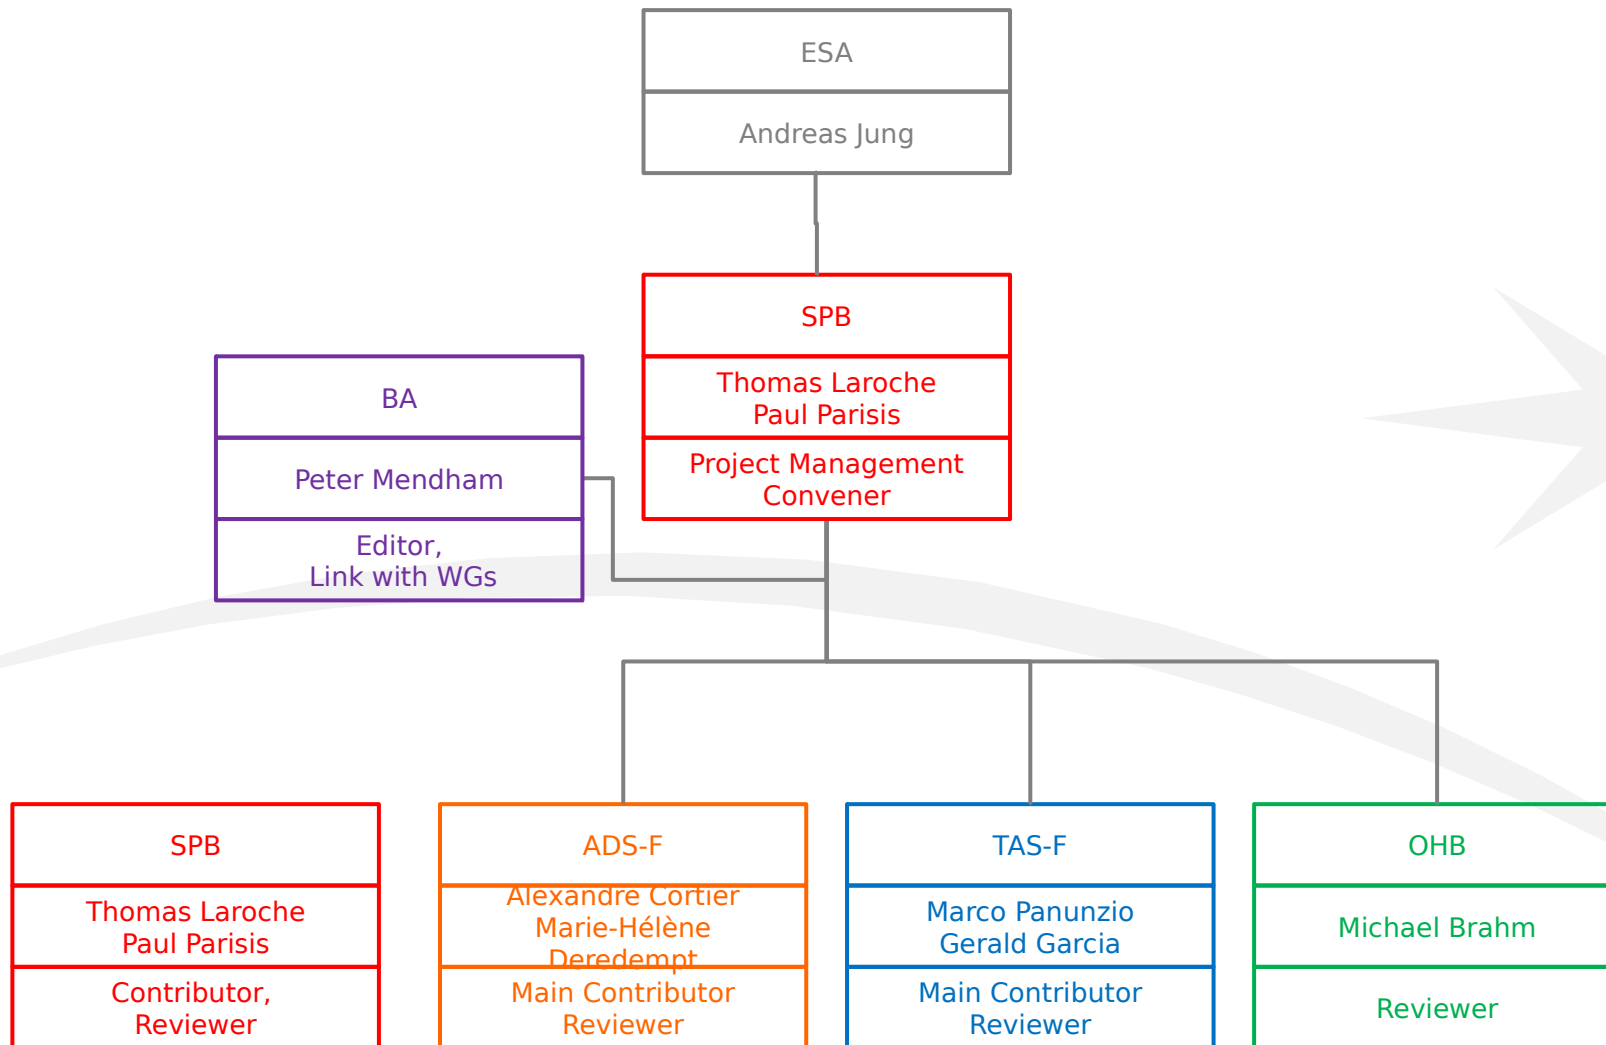 ESA
Andreas Jung
SPB
Thomas Laroche
Paul Parisis
Project Management
Convener
BA
Peter Mendham
Editor,
Link with WGs
SPB
Thomas Laroche
Paul Parisis
Contributor,
Reviewer
ADS-F
Alexandre Cortier
Marie-Hélène
Deredempt
Main Contributor
Reviewer
TAS-F
Marco Panunzio
Gerald Garcia
Main Contributor
Reviewer
OHB
Michael Brahm
Reviewer